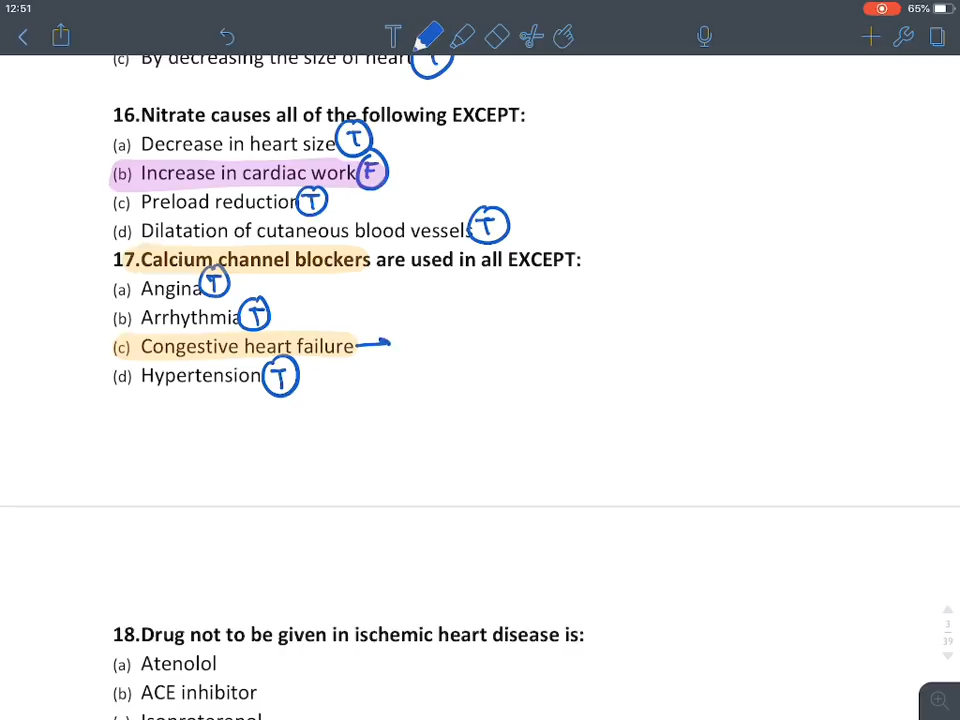 12:51
65%
T
(c) By decreasing the size of heart T
16.Nitrate causes all of the following EXCEPT:
(a) Decrease in heart size T
(b) Increase in cardiac work F
(c) Preload reduction T
(d) Dilatation of cutaneous blood vessels T
17.Calcium channel blockers are used in all EXCEPT:
(a) Angina T
(b) Arrhythmia T
(c) Congestive heart failure
(d) Hypertension T
3
39
18.Drug not to be given in ischemic heart disease is:
(a) Atenolol
(b) ACE inhibitor
(c) Isoproterenol